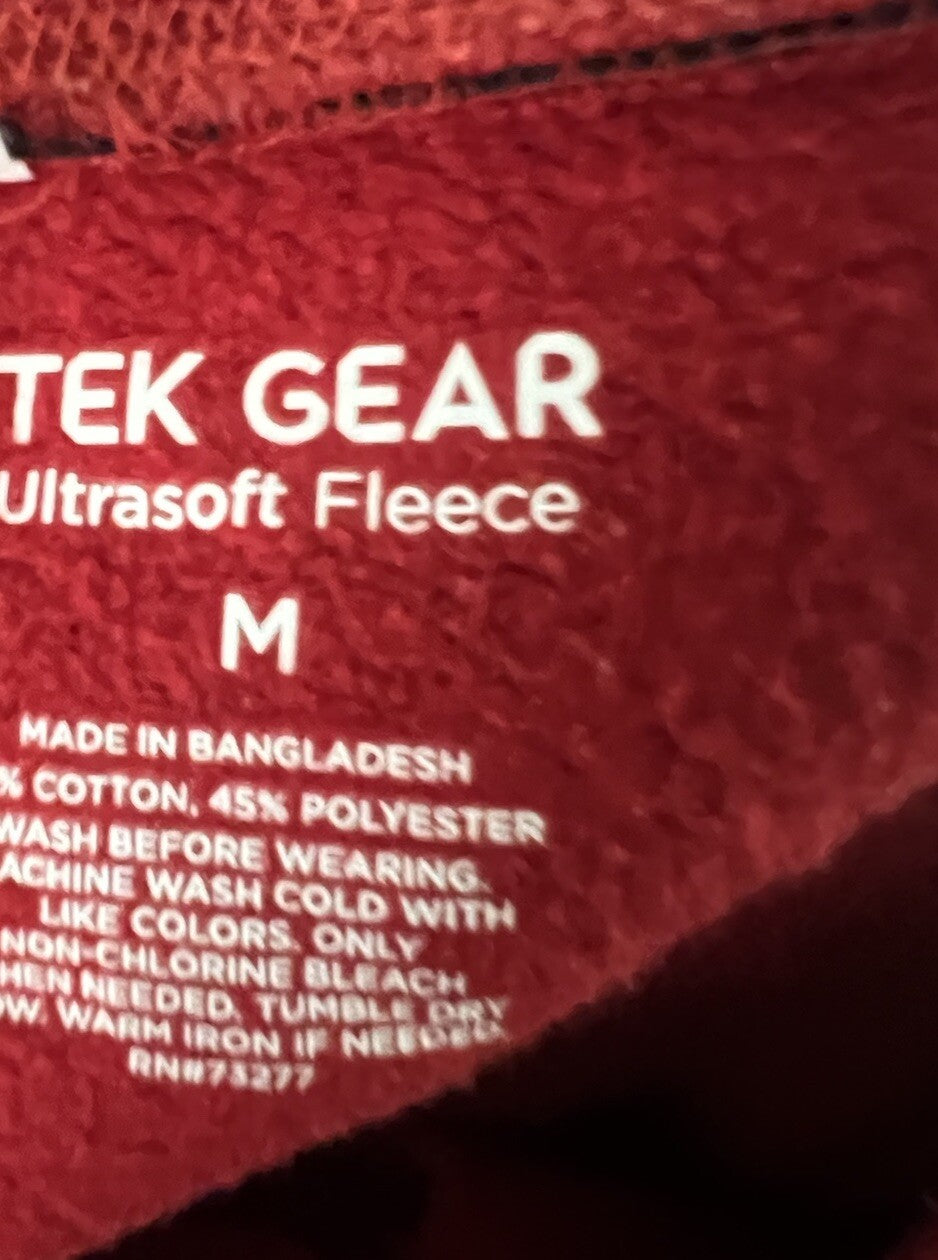 TEK GEAR
Ultrasoft Fleece
M
MADE IN BANGLADESH
% COTTON, 45% POLYESTER
WASH BEFORE WEARING.
ACHINE WASH COLD WITH
LIKE COLORS. ONLY
NON-CHLORINE BLEACH
HEN NEEDED. TUMBLE DRY
OW. WARM IRON IF NEEDED.
RN#73277